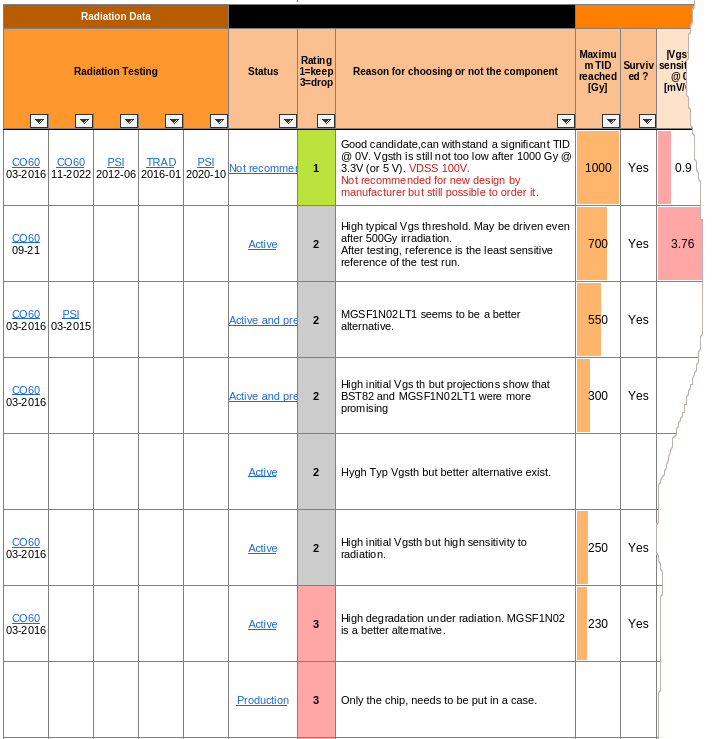 Radiation Data
Radiation Testing
Status
Rating
1=keep
3=drop
Reason for choosing or not the component
Maximu
m TID
reached
[Gy]
Surviv
ed ?
|Vgs
sensit
@ 0
[mV/
CO60
03-2016
CO60
11-2022
PSI
2012-06
TRAD
2016-01
PSI
2020-10
Not recommen
1
Good candidate,can withstand a significant TID
@ 0V. Vgsth is still not too low after 1000 Gy @
3.3V (or 5 V). VDSS 100V.
Not recommended for new design by
manufacturer but still possible to order it.
1000
Yes
0.9
CO60
09-21
Active
2
High typical Vgs threshold. May be driven even
after 500Gy irradiation.
After testing, reference is the least sensitive
reference of the test run.
700
Yes
3.76
CO60
03-2016
PSI
03-2015
Active and pre
2
MGSF1N02LT1 seems to be a better
alternative.
550
Yes
CO60
03-2016
Active and pre
2
High initial Vgs th but projections show that
BST82 and MGSF1N02LT1 were more
promising
300
Yes
Active
2
Hygh Typ Vgsth but better alternative exist.
CO60
03-2016
Active
2
High initial Vgsth but high sensitivity to
radiation.
250
Yes
CO60
03-2016
Active
3
High degradation under radiation. MGSF1N02
is a better alternative.
230
Yes
Production
3
Only the chip, needs to be put in a case.